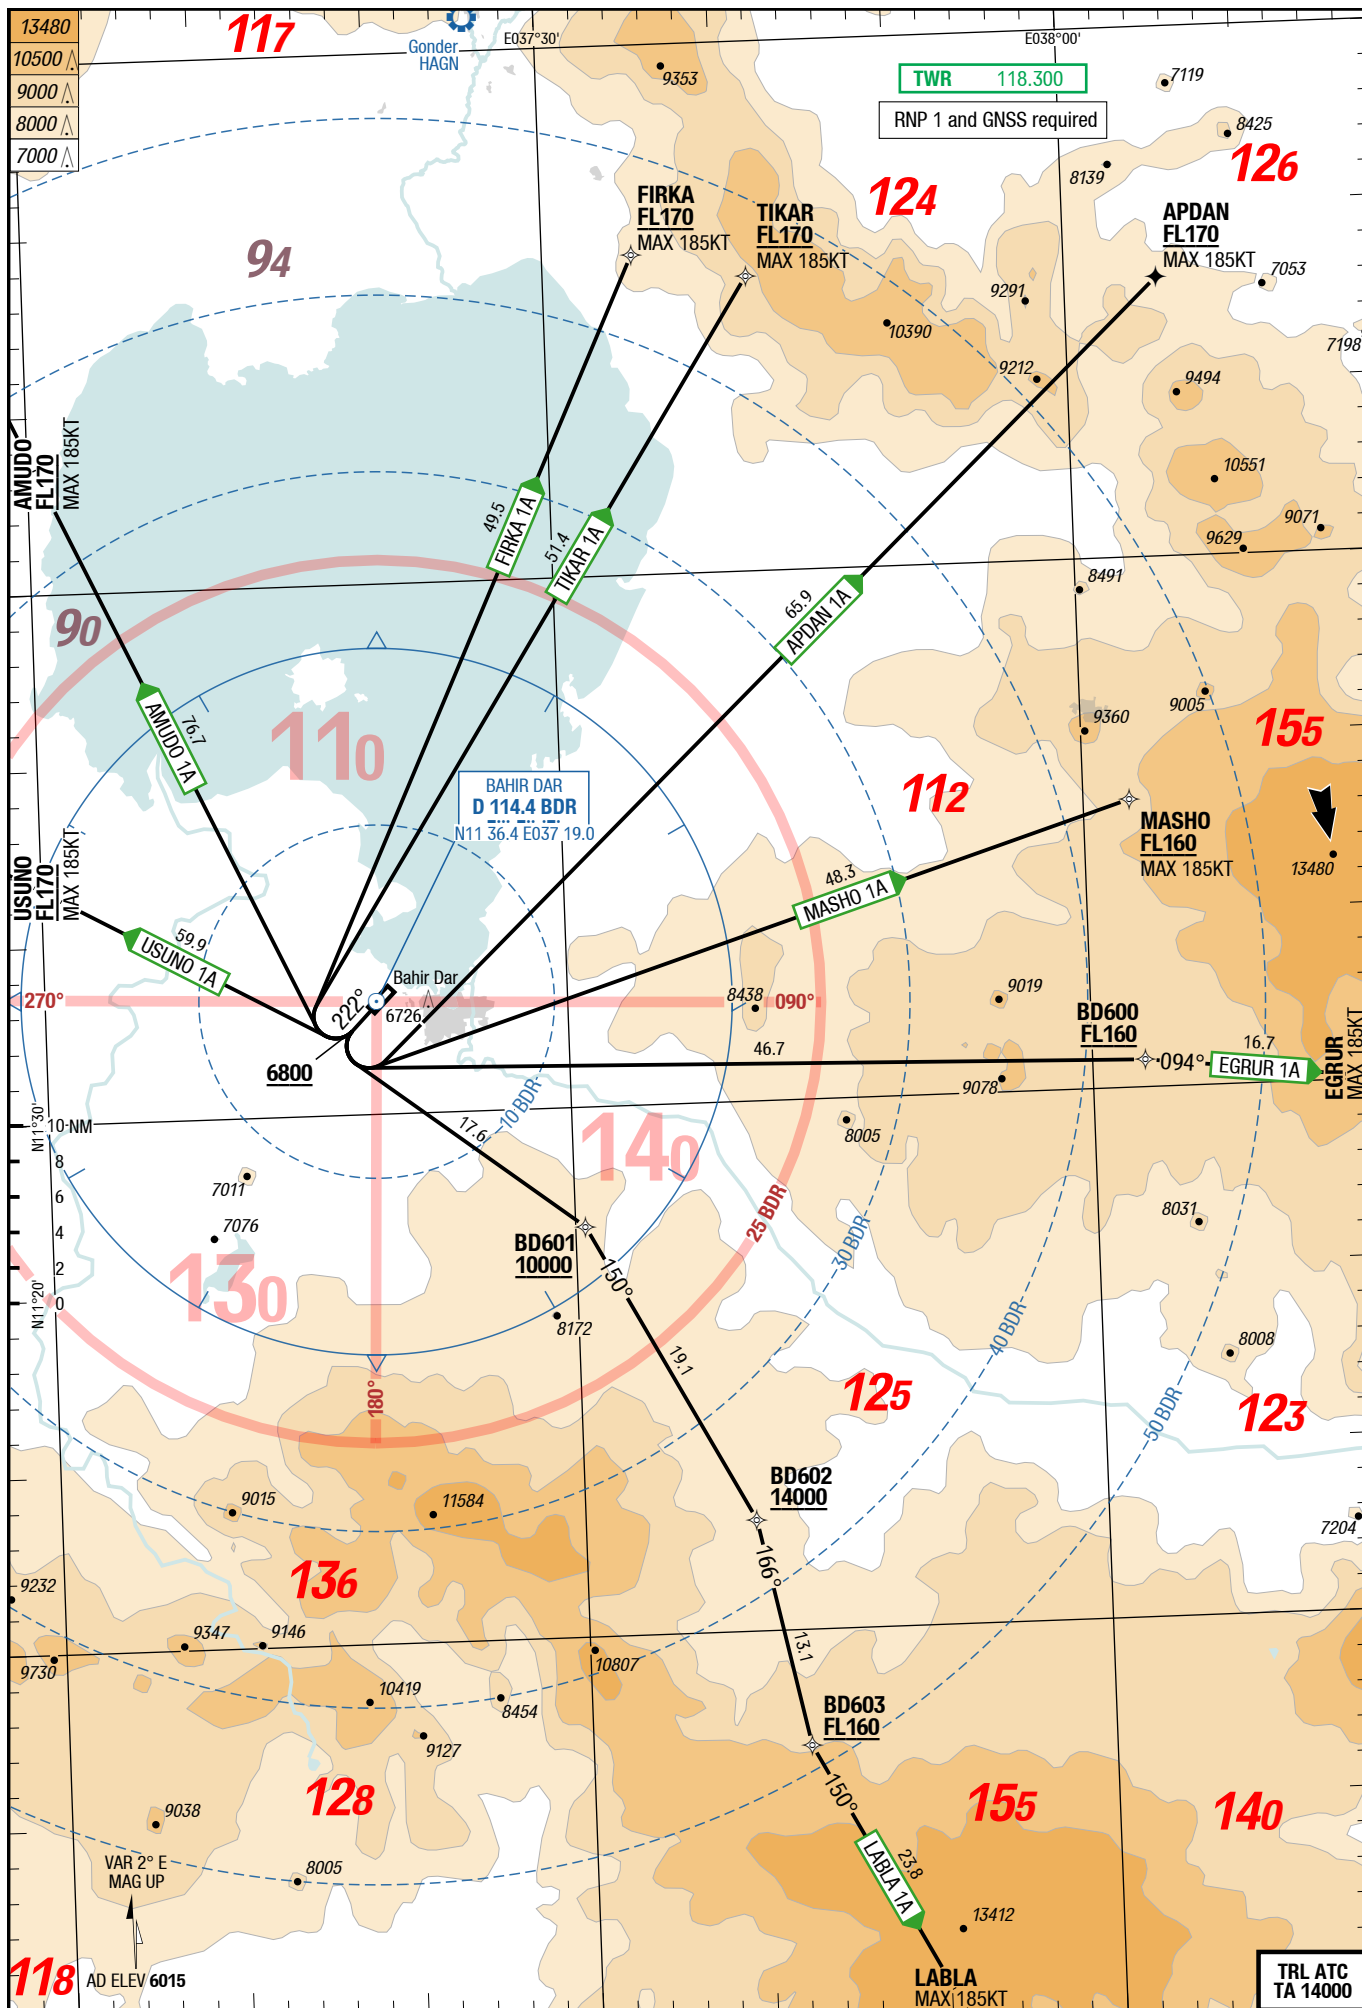 13480
10500
9000
8000
7000
117
Gonder
HAGN
E037°30'
E038°00'
9353
TWR 118.300
RNP 1 and GNSS required
7119
8425
126
8139
124
94
FIRKA
FL170
MAX 185KT
TIKAR
FL170
MAX 185KT
APDAN
FL170
MAX 185KT
7053
9291
10390
7198
9212
9494
AMUDO
FL170
MAX 185KT
10551
9071
9629
49.5
FIRKA 1A
51.4
TIKAR 1A
8491
65.9
APDAN 1A
90
AMUDO 1A
76.7
110
9005
9360
155
BAHIR DAR
D 114.4 BDR
N11 36.4 E037 19.0
112
MASHO
FL160
MAX 185KT
13480
USUNO
FL170
MAX 185KT
48.3
MASHO 1A
59.9
USUNO 1A
Bahir Dar
222°
6726
270°
8438
090°
9019
BD600
FL160
EGRUR
MAX 185KT
46.7
094°
16.7
EGRUR 1A
6800
9078
10 BDR
N11°30'
10 NM
8
6
4
2
0
N11°20'
17.6
140
8005
7011
7076
25 BDR
8031
BD601
10000
30 BDR
130
150°
8172
40 BDR
8008
19.1
180°
125
123
50 BDR
BD602
14000
9015
11584
7204
166°
136
9232
9347
9146
13.1
9730
10807
10419
8454
BD603
FL160
9127
128
150°
155
140
9038
LABLA 1A
23.8
VAR 2° E
MAG UP
8005
13412
118
AD ELEV 6015
LABLA
MAX 185KT
TRL ATC
TA 14000